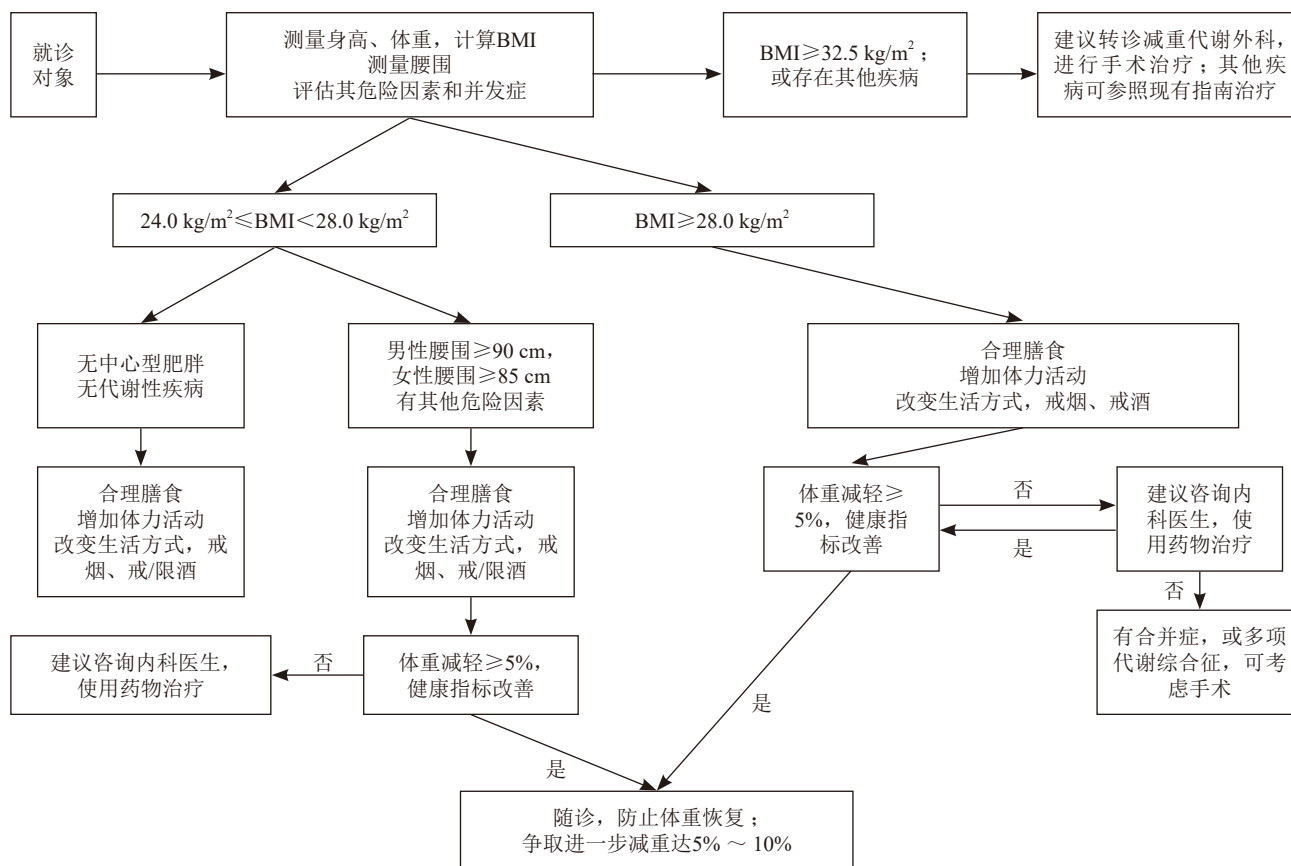 就诊
对象
测量身高、体重，计算BMI
测量腰围
评估其危险因素和并发症
BMI≥32.5 kg/m²；
或存在其他疾病
建议转诊减重代谢外科，
进行手术治疗；其他疾
病可参照现有指南治疗
24.0 kg/m²≤BMI＜28.0 kg/m²
BMI≥28.0 kg/m²
无中心型肥胖
无代谢性疾病
男性腰围≥90 cm，
女性腰围≥85 cm
有其他危险因素
合理膳食
增加体力活动
改变生活方式，戒烟、戒酒
合理膳食
增加体力活动
改变生活方式，戒
烟、戒/限酒
合理膳食
增加体力活动
改变生活方式，戒
烟、戒/限酒
体重减轻≥
5%，健康指
标改善
否
是
建议咨询内
科医生，使
用药物治疗
否
有合并症，或多项
代谢综合征，可考
虑手术
建议咨询内科医生，
使用药物治疗
否
体重减轻≥5%，
健康指标改善
是
是
随诊，防止体重恢复；
争取进一步减重达5% ～ 10%